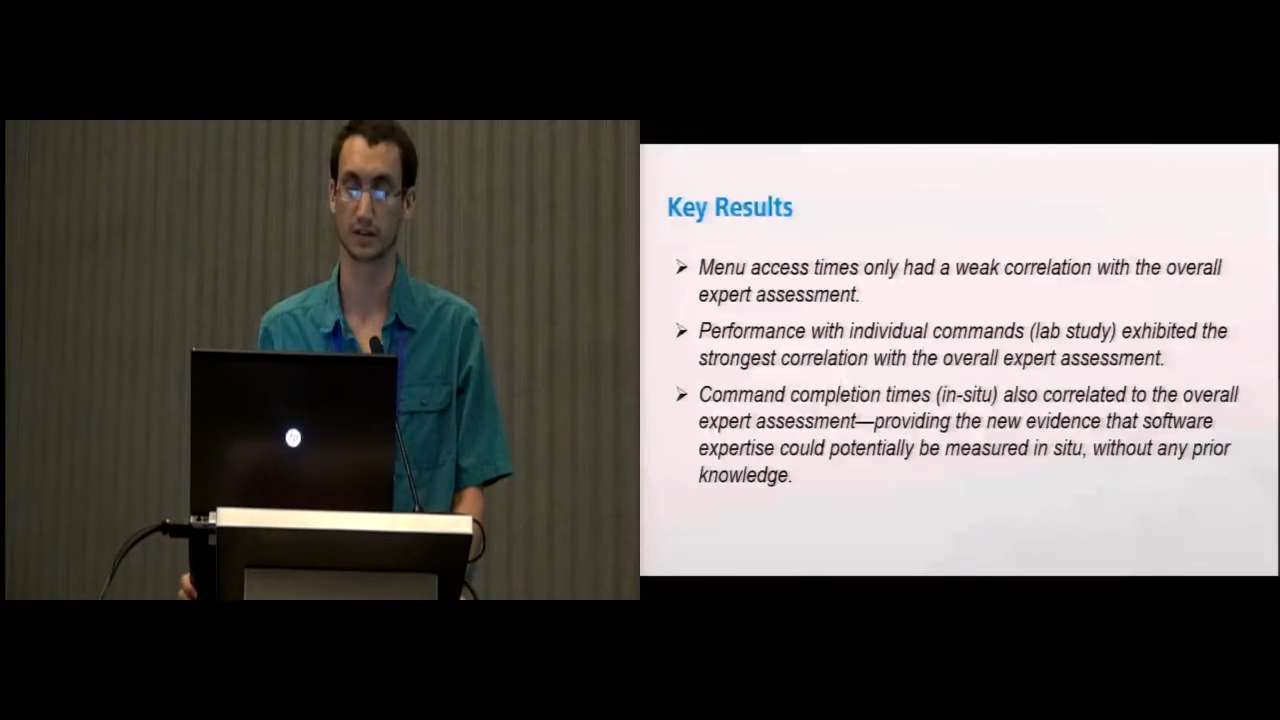 Key Results
➢ Menu access times only had a weak correlation with the overall
expert assessment.
➢ Performance with individual commands (lab study) exhibited the
strongest correlation with the overall expert assessment.
➢ Command completion times (in-situ) also correlated to the overall
expert assessment—providing the new evidence that software
expertise could potentially be measured in situ, without any prior
knowledge.